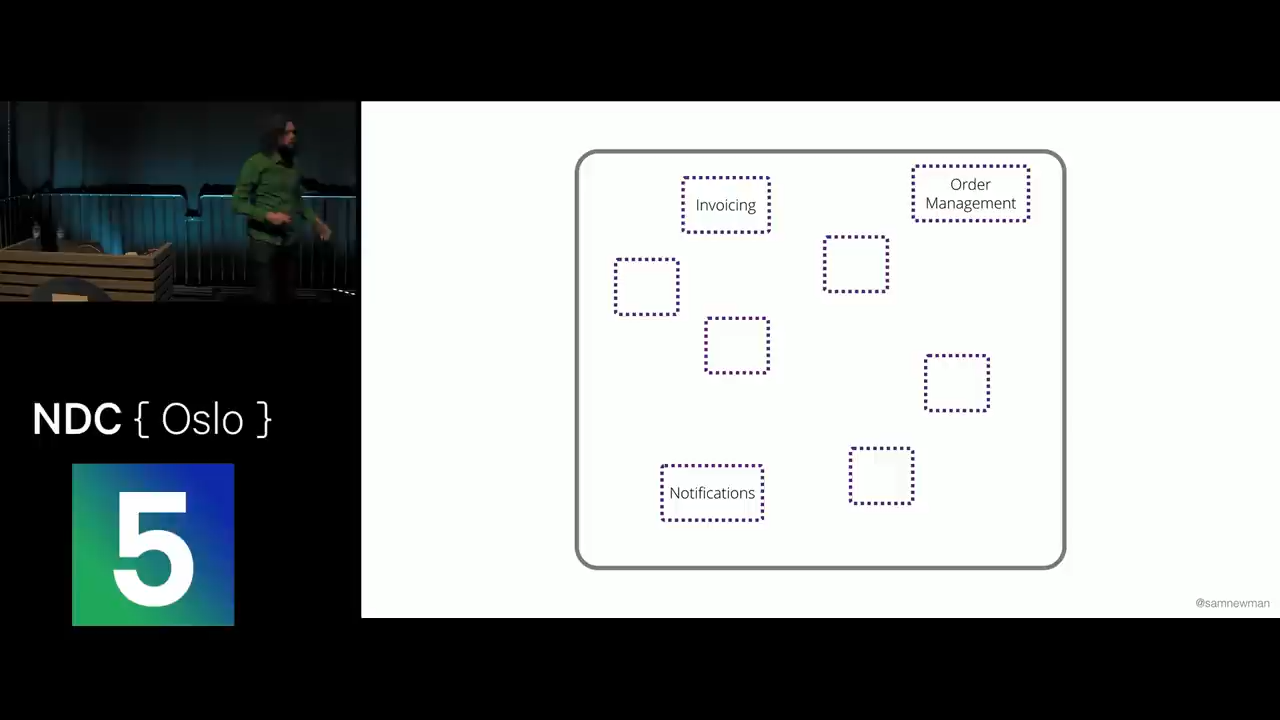 NDC { Oslo }
5
Invoicing
Order
Management
Notifications
@samnewman